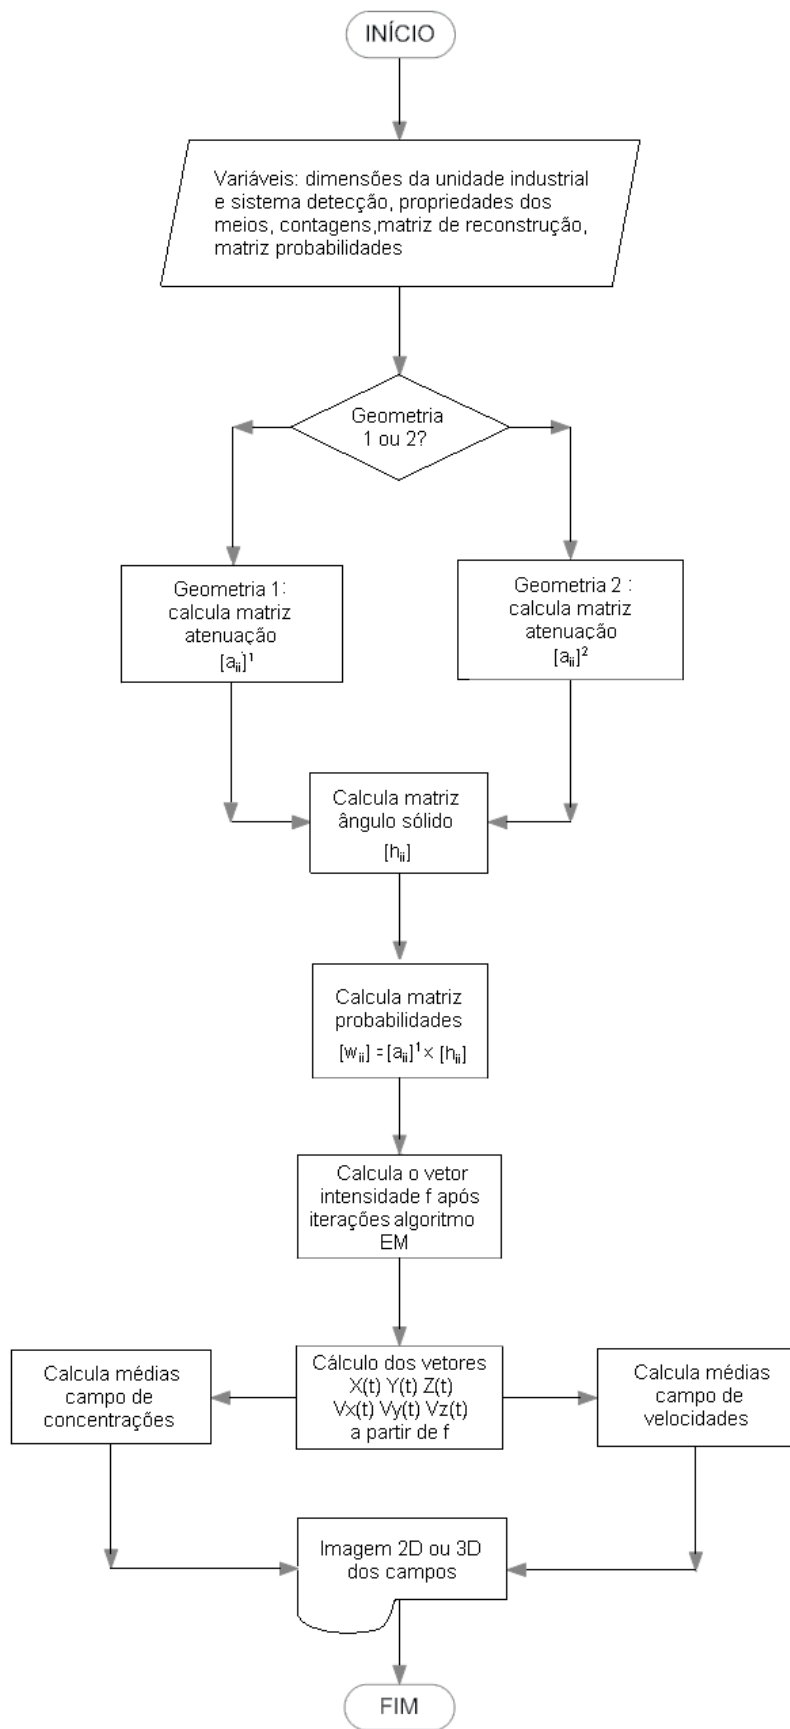 INÍCIO
Variáveis: dimensões da unidade industrial
e sistema detecção, propriedades dos
meios, contagens,matriz de reconstrução,
matriz probabilidades
Geometria
1 ou 2?
Geometria 1:
calcula matriz
atenuação
[aᵢᵢ]¹
Geometria 2 :
calcula matriz
atenuação
[aᵢᵢ]²
Calcula matriz
ângulo sólido
[hᵢᵢ]
Calcula matriz
probabilidades
[wᵢᵢ] = [aᵢᵢ]¹ x [hᵢᵢ]
Calcula o vetor
intensidade f após
iterações algoritmo
EM
Calcula médias
campo de
concentrações
Cálculo dos vetores
X(t) Y(t) Z(t)
Vx(t) Vy(t) Vz(t)
a partir de f
Calcula médias
campo de
velocidades
Imagem 2D ou 3D
dos campos
FIM